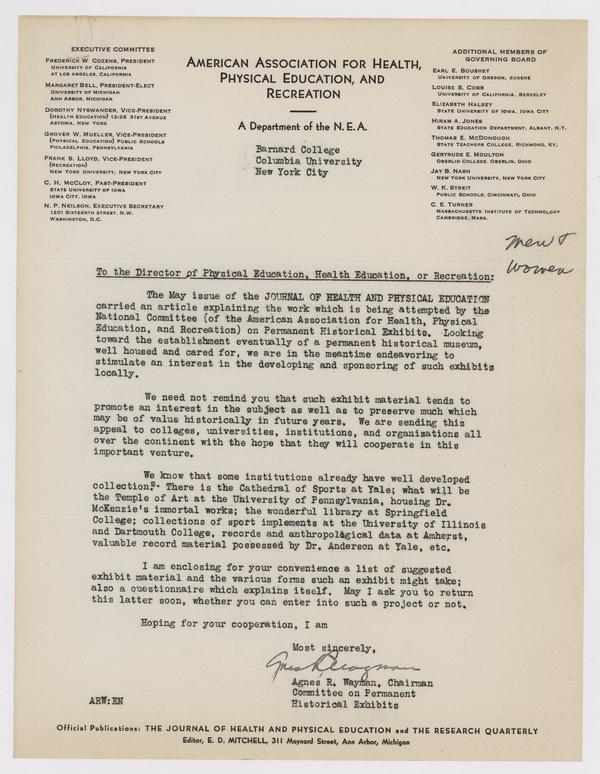 EXECUTIVE COMMITTEE
FREDERICK W COZENS, PRESIDENT
UNIVERSITY OF CALIFORNIA
AT LOS ANGELES, CALIFORNIA
MARGARET BELL, PRESIDENT-ELECT
UNIVERSITY OF MICHIGAN
ANN ARBOR, MICHIGAN
DOROTHY NYSWANDER, VICE-PRESIDENT
(HEALTH EDUCATION) 12-26 31ST AVENUE
ASTORIA, NEW YORK
GROVER W. MUELLER, VICE-PRESIDENT
(PHYSICAL EDUCATION) PUBLIC SCHOOLS
PHILADELPHIA, PENNSYLVANIA
FRANK S. LLOYD, VICE-PRESIDENT
(RECREATION)
NEW YORK UNIVERSITY, NEW YORK CITY
C. H. MCCLOY, PAST-PRESIDENT
STATE UNIVERSITY OF IOWA
IOWA CITY, IOWA
N. P. NEILSON, EXECUTIVE SECRETARY
1201 SIXTEENTH STREET. N.W.
WASHINGTON, D.C.
AMERICAN ASSOCIATION FOR HEALTH,
PHYSICAL EDUCATION, AND
RECREATION
A DEPARTMENT OF THE N.E.A.
Barnard College
Columbia University
New York City
ADDITIONAL MEMBERS OF
GOVERNING BOARD
EARL E. BOUSHEY
UNIVERSITY OF OREGON, EUGENE
LOUISE S. COBB
UNIVERSITY OF CALIFORNIA, BERKELEY
ELIZABETH HALSEY
STATE UNIVERSITY OF IOWA, IOWA CITY
HIRAM A. JONES
STATE EDUCATION DEPARTMENT, ALBANY, N.Y.
THOMAS E. MCDONOUGH
STATE TEACHERS COLLEGE, RICHMOND, KY.
GERTRUDE E. MOULTON
OBERLIN COLLEGE, OBERLIN, OHIO
JAY B. NASH
NEW YORK UNIVERSITY, NEW YORK CITY
W. K. STREIT
PUBLIC SCHOOLS, CINCINNATI, OHIO
C. E. TURNER
MASSACHUSETTS INSTITUTE OF TECHNOLOGY
CAMBRIDGE, MASS.
Men &
Women
To the Director of Physical Education, Health Education, or Recreation:
The May issue of the JOURNAL OF HEALTH AND PHYSICAL EDUCATION
carried an article explaining the work which is being attempted by the
National Committee (of the American Association for Health, Physical
Education, and Recreation) on Permanent Historical Exhibits. Looking
toward the establishment eventually of a permanent historical museum,
well housed and cared for, we are in the meantime endeavoring to
stimulate an interest in the developing and sponsoring of such exhibits
locally.
We need not remind you that such exhibit material tends to
promote an interest in the subject as well as to preserve much which
may be of value historically in future years. We are sending this
appeal to colleges, universities, institutions, and organizations all
over the continent with the hope that they will cooperate in this
important venture.
We know that some institutions already have well developed
collections. There is the Cathedral of Sports at Yale; what will be
the Temple of Art at the University of Pennsylvania, housing Dr.
McKenzie's immortal works; the wonderful library at Springfield
College; collections of sport implements at the University of Illinois
and Dartmouth College, records and anthropological data at Amherst,
valuable record material possessed by Dr. Anderson at Yale, etc.
I am enclosing for your convenience a list of suggested
exhibit material and the various forms such an exhibit might take;
also a questionnaire which explains itself. May I ask you to return
this latter soon, whether you can enter into such a project or not.
Hoping for your cooperation, I am
Most sincerely,
Agnes R. Wayman
Agnes R. Wayman, Chairman
Committee on Permanent
Historical Exhibits
ARW:EN
Official Publications: THE JOURNAL OF HEALTH AND PHYSICAL EDUCATION and THE RESEARCH QUARTERLY
Editor, E. D. MITCHELL, 311 Maynard Street, Ann Arbor, Michigan